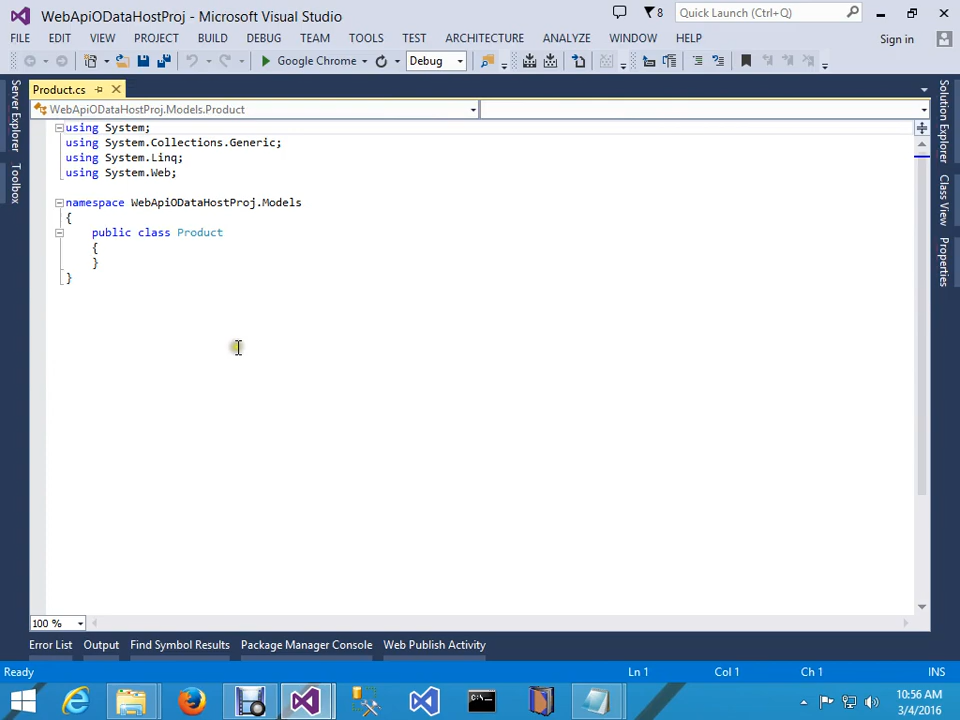 WebApiODataHostProj - Microsoft Visual Studio
8
Quick Launch (Ctrl+Q)
FILE EDIT VIEW PROJECT BUILD DEBUG TEAM TOOLS TEST ARCHITECTURE ANALYZE WINDOW HELP Sign in
Google Chrome Debug
Product.cs
WebApiODataHostProj.Models.Product
using System;
using System.Collections.Generic;
using System.Linq;
using System.Web;
namespace WebApiODataHostProj.Models
{
public class Product
{
}
}
Server Explorer
Toolbox
Solution Explorer
Class View
Properties
100 %
Error List Output Find Symbol Results Package Manager Console Web Publish Activity
Ready Ln 1 Col 1 Ch 1 INS
10:56 AM
3/4/2016